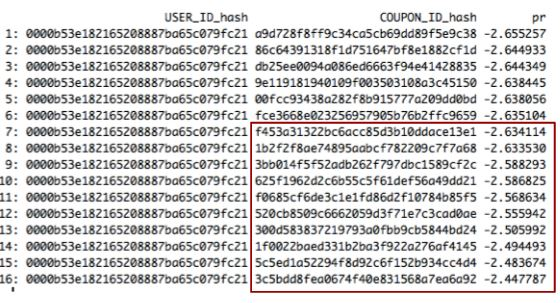 USER_ID_hash COUPON_ID_hash pr
1: 0000b53e182165208887ba65c079fc21 a9d728f8ff9c34ca5cb69dd89f5e9c38 -2.655257
2: 0000b53e182165208887ba65c079fc21 86c64391318f1d751647bf8e1882cf1d -2.644933
3: 0000b53e182165208887ba65c079fc21 db25ee0094a086ed6663f94e41428835 -2.644349
4: 0000b53e182165208887ba65c079fc21 9e119181940109f003503108a3c45150 -2.638445
5: 0000b53e182165208887ba65c079fc21 00fcc93438a282f8b915777a209dd0bd -2.638056
6: 0000b53e182165208887ba65c079fc21 fce3668e023256957905b76b2ffc9659 -2.635104
7: 0000b53e182165208887ba65c079fc21 f453a31322bc6acc85d3b10ddace13e1 -2.634114
8: 0000b53e182165208887ba65c079fc21 1b2f2f8ae74895aabcf782209c7f7a68 -2.633530
9: 0000b53e182165208887ba65c079fc21 3bb014f5f52adb262f797dbc1589cf2c -2.588293
10: 0000b53e182165208887ba65c079fc21 625f1962d2c6b55c5f61def56a49dd21 -2.586825
11: 0000b53e182165208887ba65c079fc21 f0685cf6de3c1e1fd86d2f10784b85f5 -2.568634
12: 0000b53e182165208887ba65c079fc21 520cb8509c6662059d3f71e7c3cad0ae -2.555942
13: 0000b53e182165208887ba65c079fc21 300d583837219793a0fbb9cb5844bd24 -2.505992
14: 0000b53e182165208887ba65c079fc21 1f0022baed331b2ba3f922a276af4145 -2.494493
15: 0000b53e182165208887ba65c079fc21 5c5ed1a52294f8d92c6f152b934cc4d4 -2.483674
16: 0000b53e182165208887ba65c079fc21 3c5bdd8fea0674f40e831568a7ea6a92 -2.447787